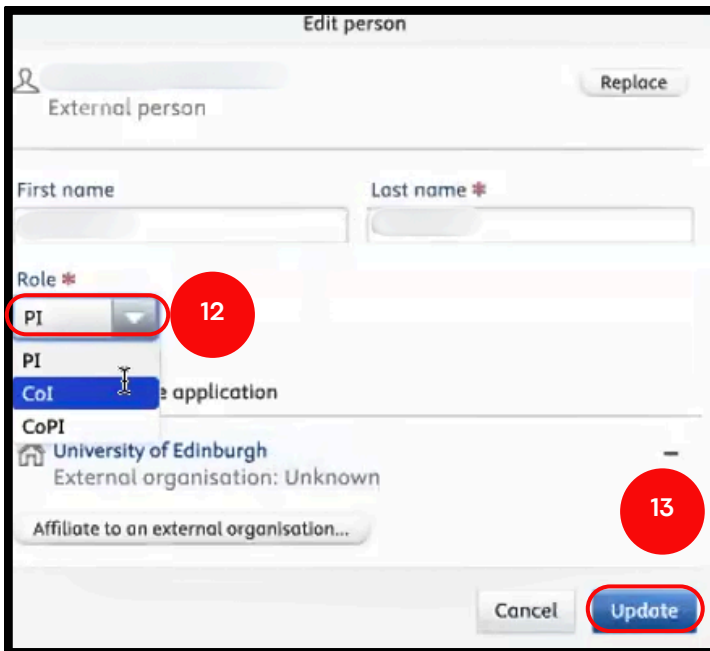 Edit person
Replace
External person
First name Last name *
Role *
PI 12
PI
CoI e application
CoPI
University of Edinburgh
External organisation: Unknown
13
Affiliate to an external organisation...
Cancel Update